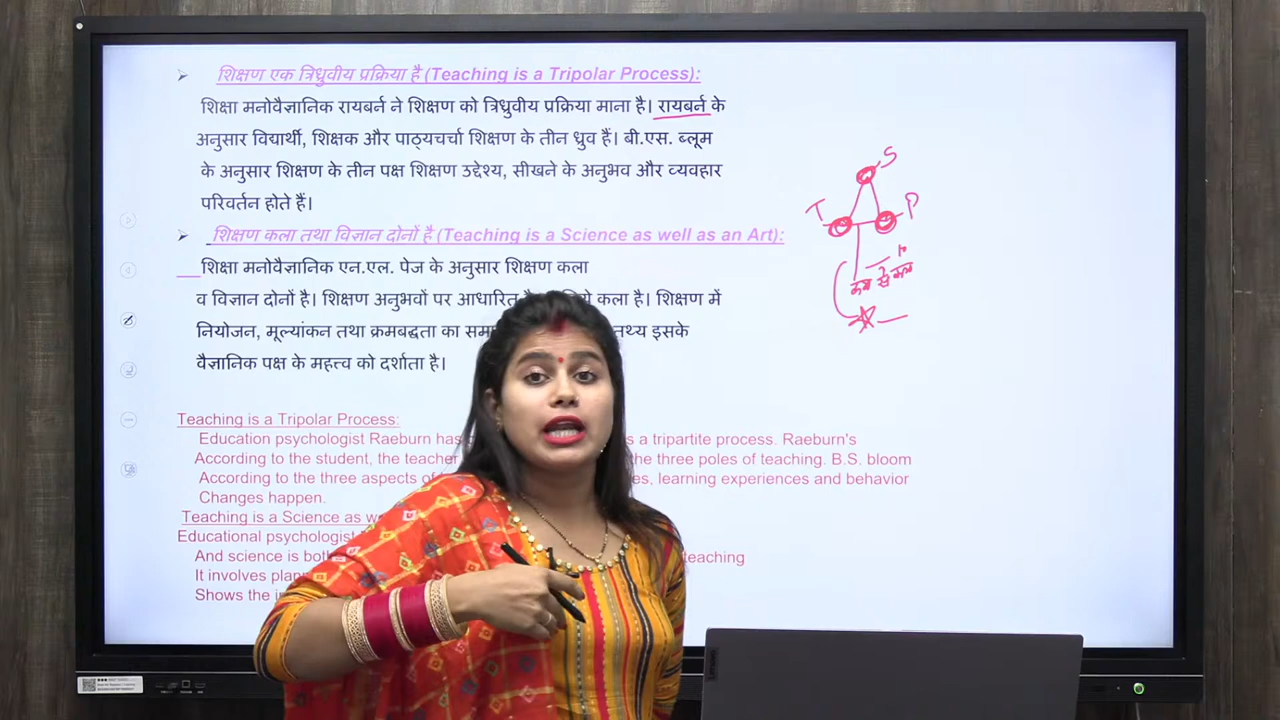 शिक्षण एक त्रिध्रुवीय प्रक्रिया है (Teaching is a Tripolar Process):
शिक्षा मनोवैज्ञानिक रायबर्न ने शिक्षण को त्रिध्रुवीय प्रक्रिया माना है। रायबर्न के
अनुसार विद्यार्थी, शिक्षक और पाठ्यचर्चा शिक्षण के तीन ध्रुव हैं। बी.एस. ब्लूम
के अनुसार शिक्षण के तीन पक्ष शिक्षण उद्देश्य, सीखने के अनुभव और व्यवहार
परिवर्तन होते हैं।
शिक्षण कला तथा विज्ञान दोनों है (Teaching is a Science as well as an Art):
शिक्षा मनोवैज्ञानिक एन.एल. पेज के अनुसार शिक्षण कला
व विज्ञान दोनों है। शिक्षण अनुभवों पर आधारित है कला है। शिक्षण में
नियोजन, मूल्यांकन तथा क्रमबद्धता का तथ्य इसके
वैज्ञानिक पक्ष के महत्त्व को दर्शाता है।
S
T P
Teaching is a Tripolar Process:
Education psychologist Raeburn has is a tripartite process. Raeburn's
According to the student, the teacher the three poles of teaching. B.S. bloom
According to the three aspects of learning experiences and behavior
Changes happen.
Teaching is a Science as
Educational psychologist
And science is both teaching
It involves
Shows the
Lenovo